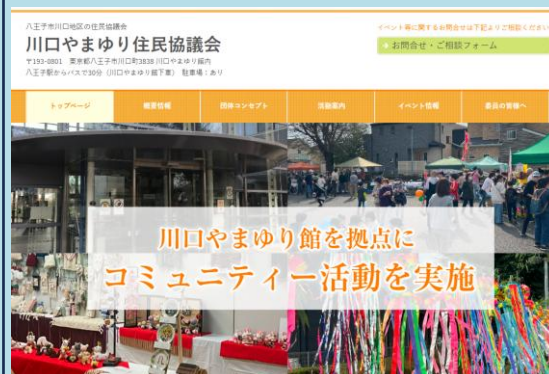 八王子市川口地区の住民協議会
川口やまゆり住民協議会
〒193-0801 東京都八王子市川口町3838 川口やまゆり館内
八王子駅からバスで30分（川口やまゆり館下車） 駐車場：あり
イベント等に関するお問合せは下記よりご相談ください
お問合せ・ご相談フォーム
トップページ
概要情報
団体コンセプト
活動案内
イベント情報
委員の皆様へ
川口やまゆり館を拠点に
コミュニティー活動を実施